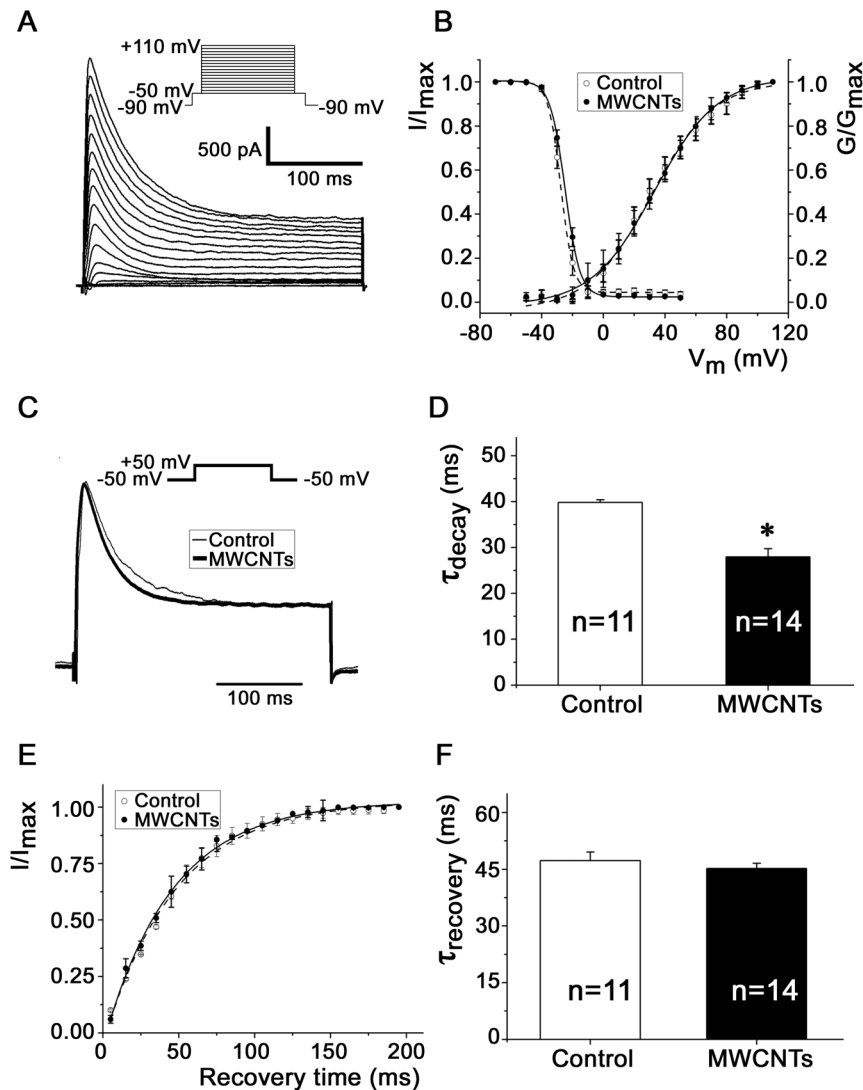 A
+110 mV
-50 mV
-90 mV
-90 mV
500 pA
100 ms
B
Control
MWCNTs
I/Imax
G/Gmax
1.0
0.8
0.6
0.4
0.2
0.0
1.0
0.8
0.6
0.4
0.2
0.0
-80
-40
0
40
80
120
Vm (mV)
C
+50 mV
-50 mV
-50 mV
Control
MWCNTs
100 ms
D
τdecay (ms)
50
40
30
20
10
0
*
n=11
n=14
Control
MWCNTs
E
I/Imax
1.00
0.75
0.50
0.25
0.00
Control
MWCNTs
0
50
100
150
200
Recovery time (ms)
F
τrecovery (ms)
60
45
30
15
0
n=11
n=14
Control
MWCNTs